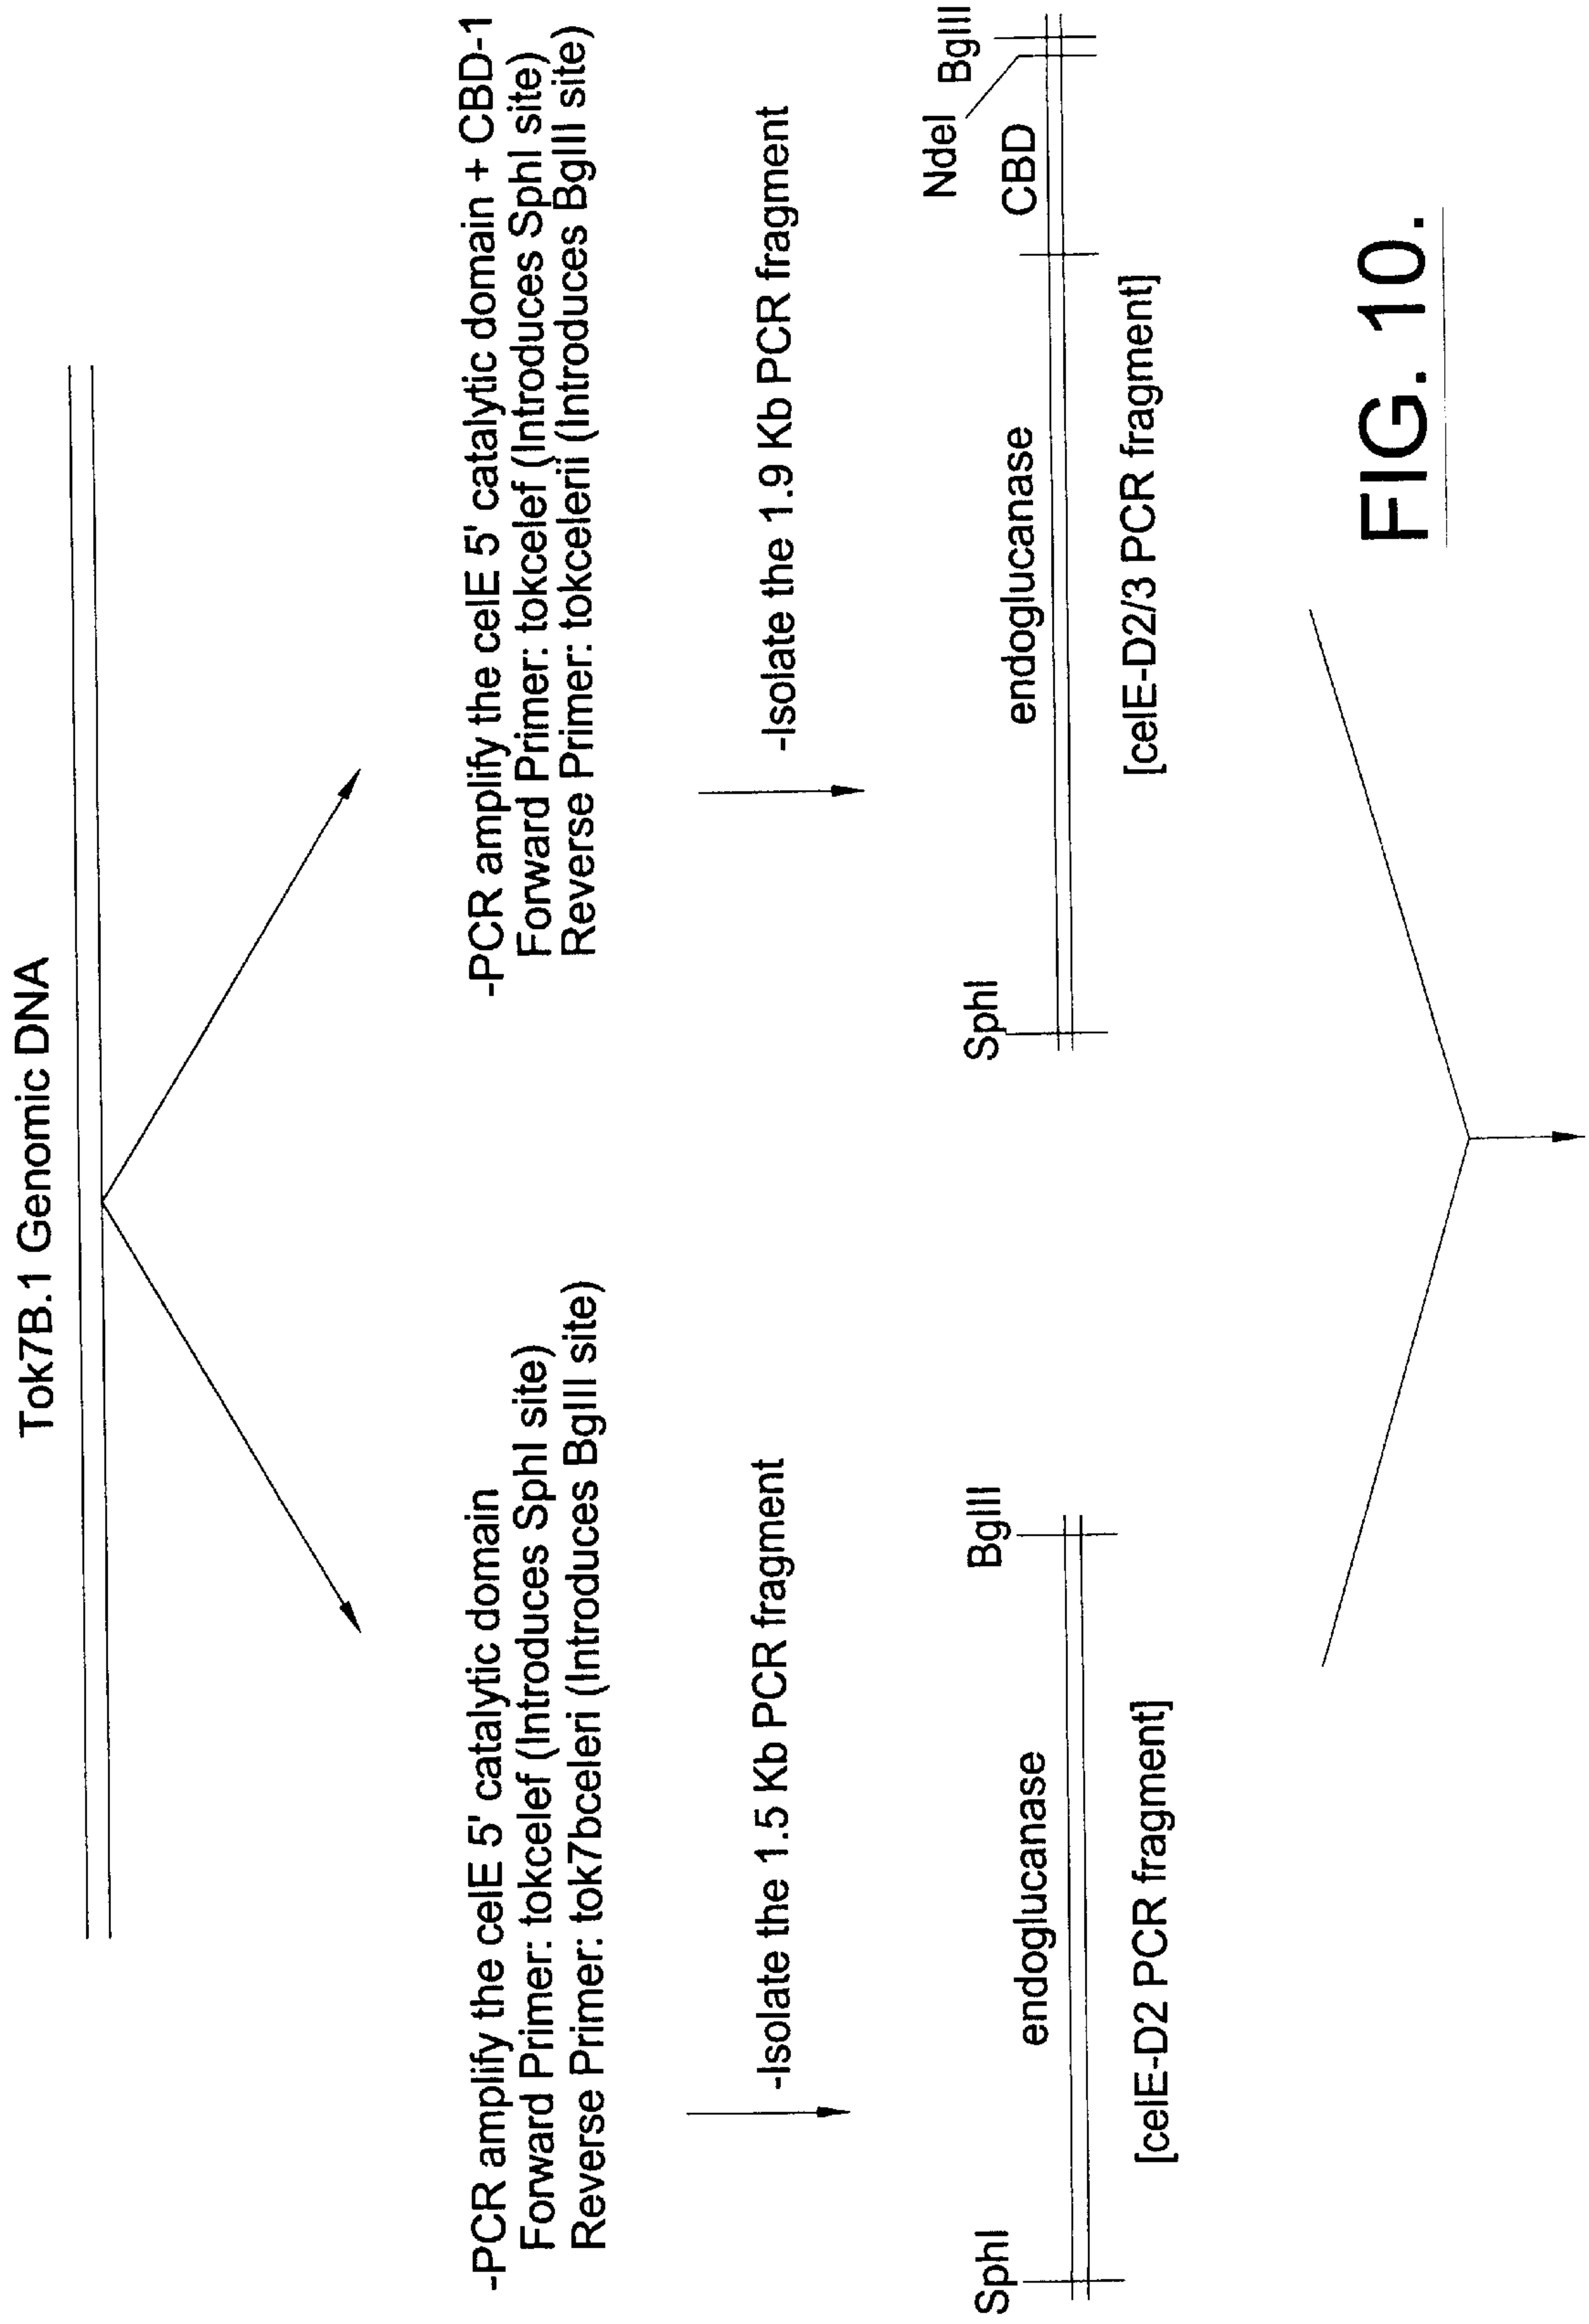 Tok7B.1 Genomic DNA
-PCR amplify the celE 5' catalytic domain
Forward Primer: tokcelef (Introduces SphI site)
Reverse Primer: tok7bceleri (Introduces BglII site)
-Isolate the 1.5 Kb PCR fragment
SphI
BglII
endoglucanase
[celE-D2 PCR fragment]
-PCR amplify the celE 5' catalytic domain + CBD-1
Forward Primer: tokcelef (Introduces SphI site)
Reverse Primer: tokcelerii (Introduces BglII site)
-Isolate the 1.9 Kb PCR fragment
SphI
NdeI BglII
endoglucanase
CBD
[celE-D2/3 PCR fragment]
FIG. 10.